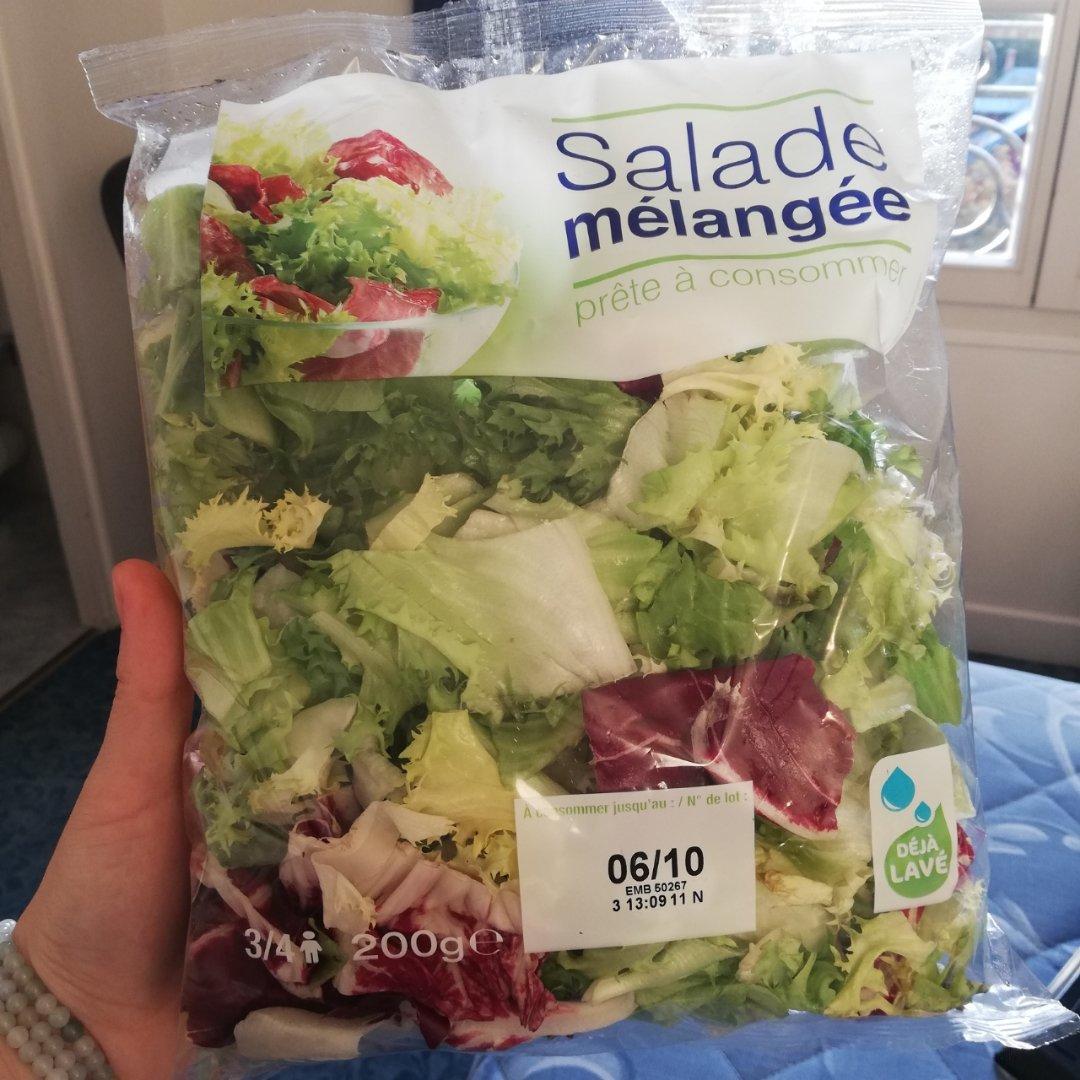 Salade
mélangée
prête à consommer
A consommer jusqu'au : / N° de lot :
06/10
EMB 50267
3 13:09 11 N
DÉJÀ
LAVÉ
3/4 200g℮